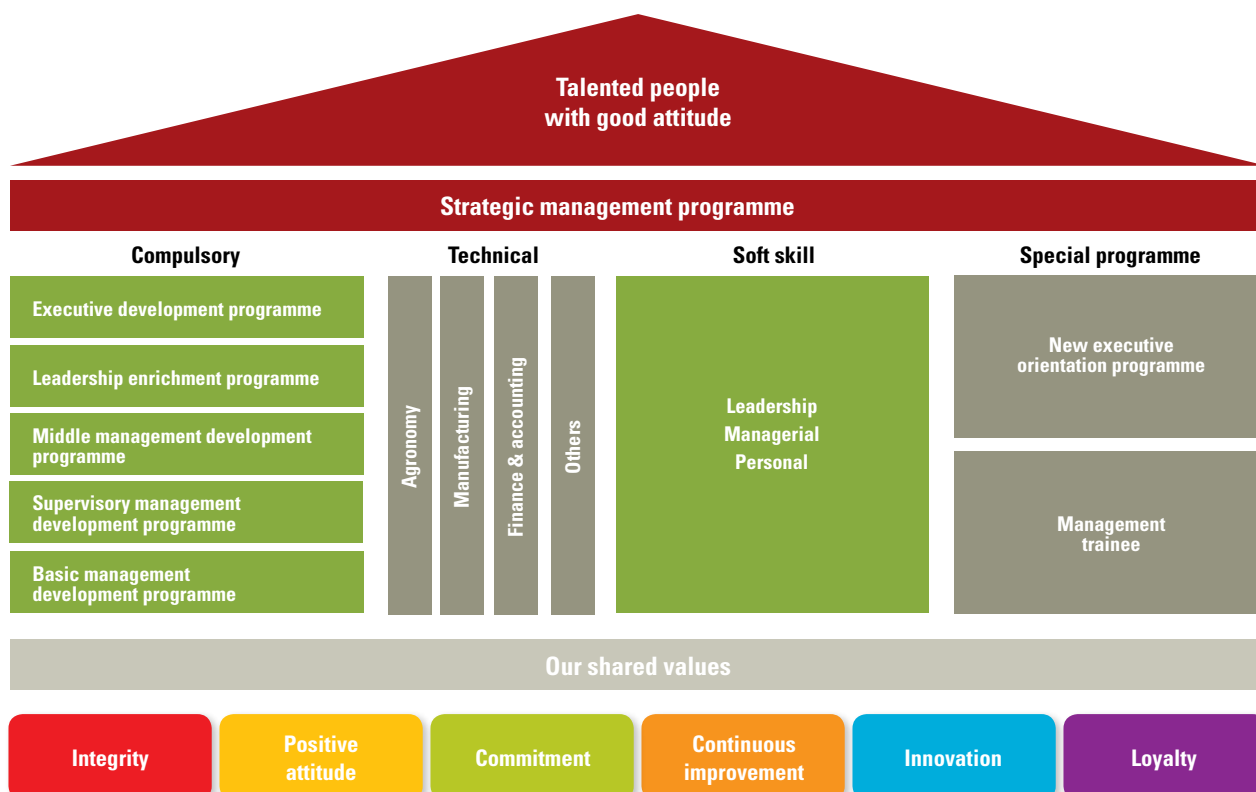 Talented people
with good attitude
Strategic management programme
Compulsory
Technical
Soft skill
Special programme
Executive development programme
Leadership enrichment programme
Middle management development
programme
Supervisory management
development programme
Basic management
development programme
Agronomy
Manufacturing
Finance & accounting
Others
Leadership
Managerial
Personal
New executive
orientation programme
Management
trainee
Our shared values
Integrity
Positive
attitude
Commitment
Continuous
improvement
Innovation
Loyalty